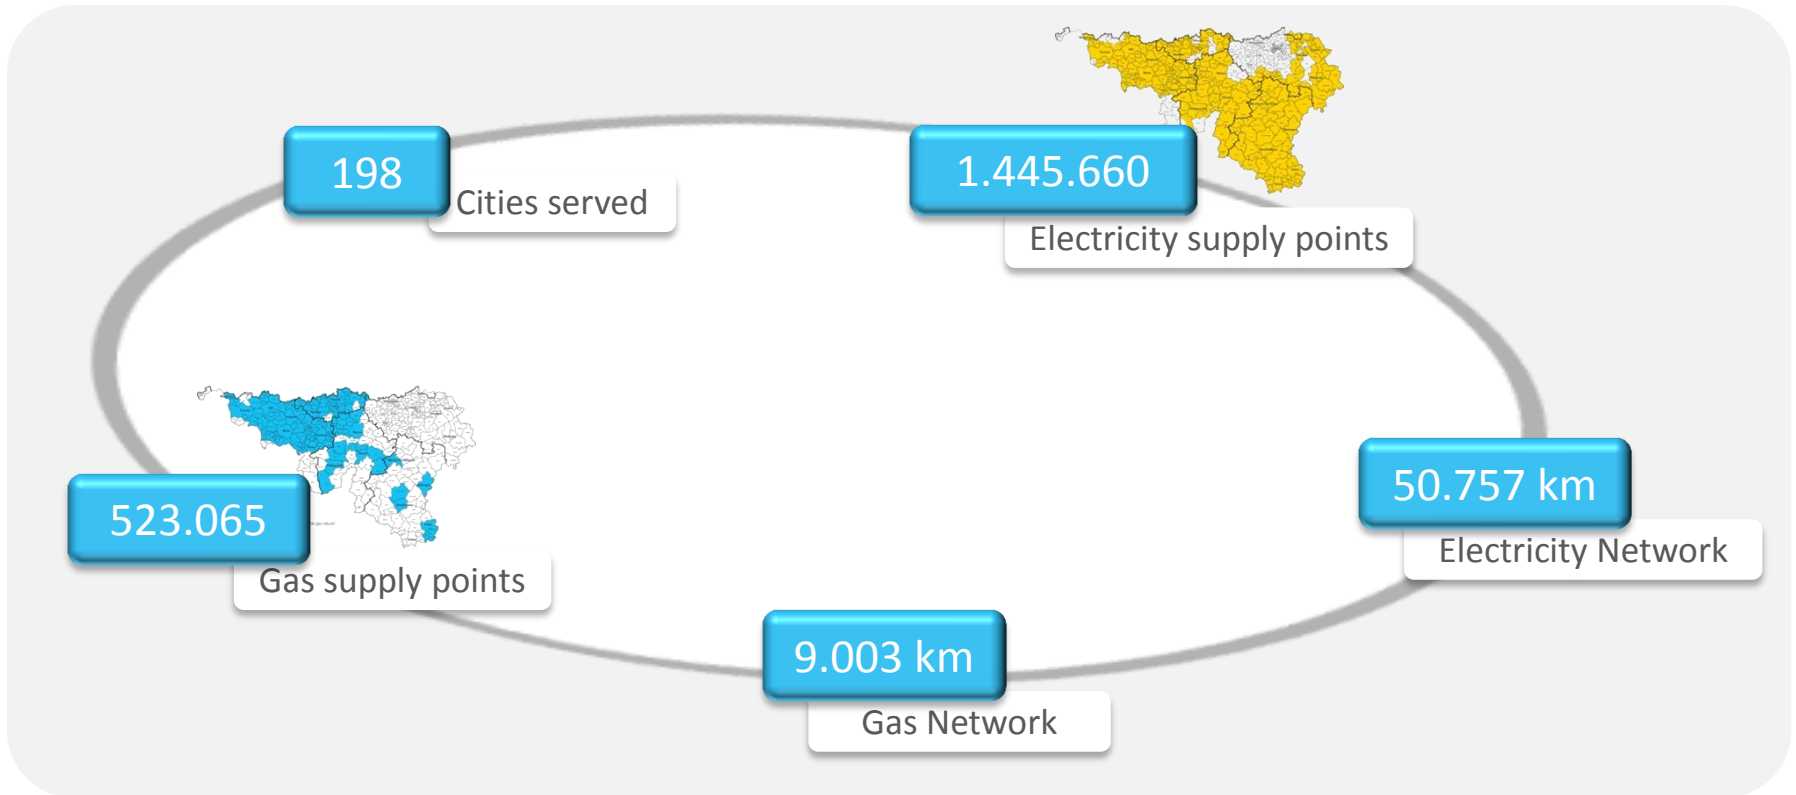 198
Cities served
1.445.660
Electricity supply points
50.757 km
Electricity Network
9.003 km
Gas Network
523.065
Gas supply points